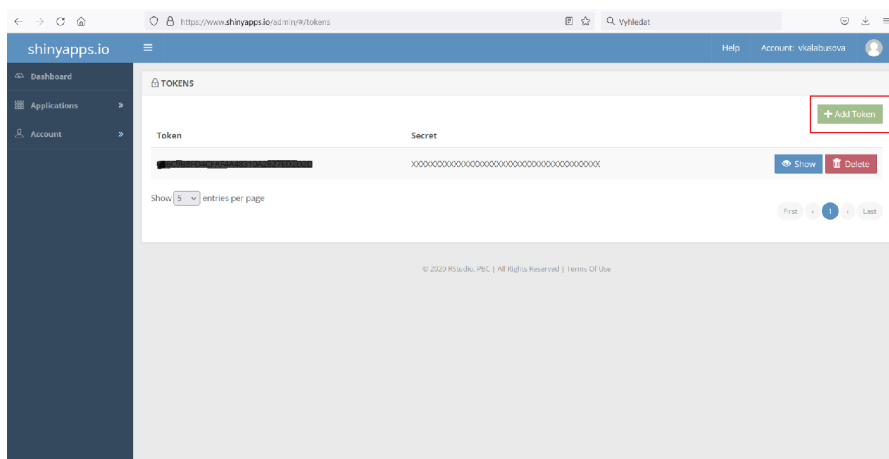 https://www.shinyapps.io/admin/#/tokens
Vyhledat
shinyapps.io
Help
Account: vkalabusova
Dashboard
TOKENS
Applications
+ Add Token
Account
Token
Secret
XXXXXXXXXXXXXXXXXXXXXXXXXXXXXXXXXXXXXXXX
Show
Delete
Show 5 entries per page
First
1
Last
© 2020 RStudio, PBC | All Rights Reserved | Terms Of Use